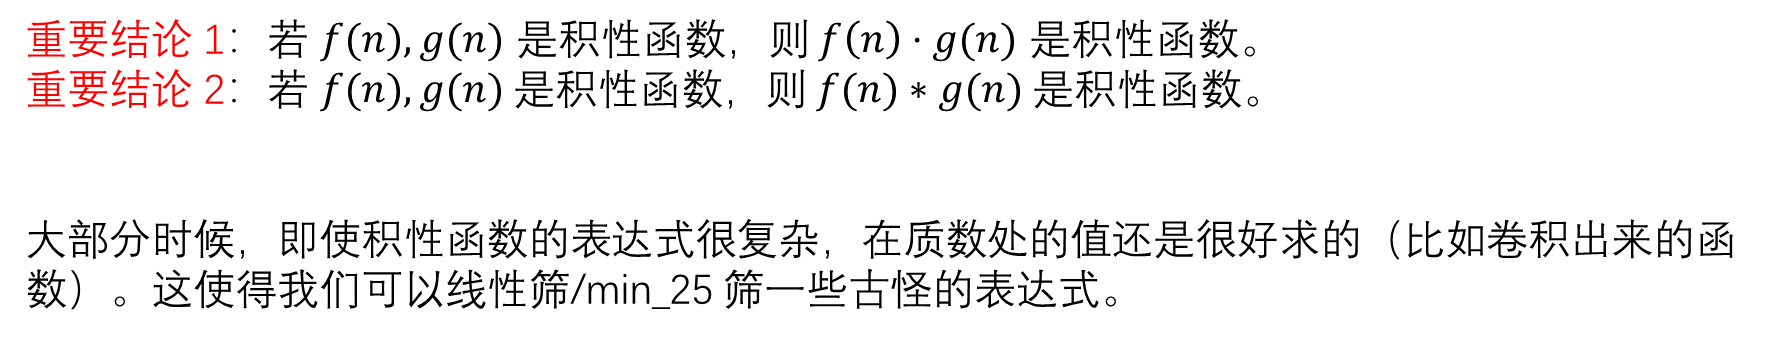 重要结论 1：若 f(n), g(n) 是积性函数，则 f(n) · g(n) 是积性函数。
重要结论 2：若 f(n), g(n) 是积性函数，则 f(n) ∗ g(n) 是积性函数。
大部分时候，即使积性函数的表达式很复杂，在质数处的值还是很好求的（比如卷积出来的函
数）。这使得我们可以线性筛/min_25 筛一些古怪的表达式。